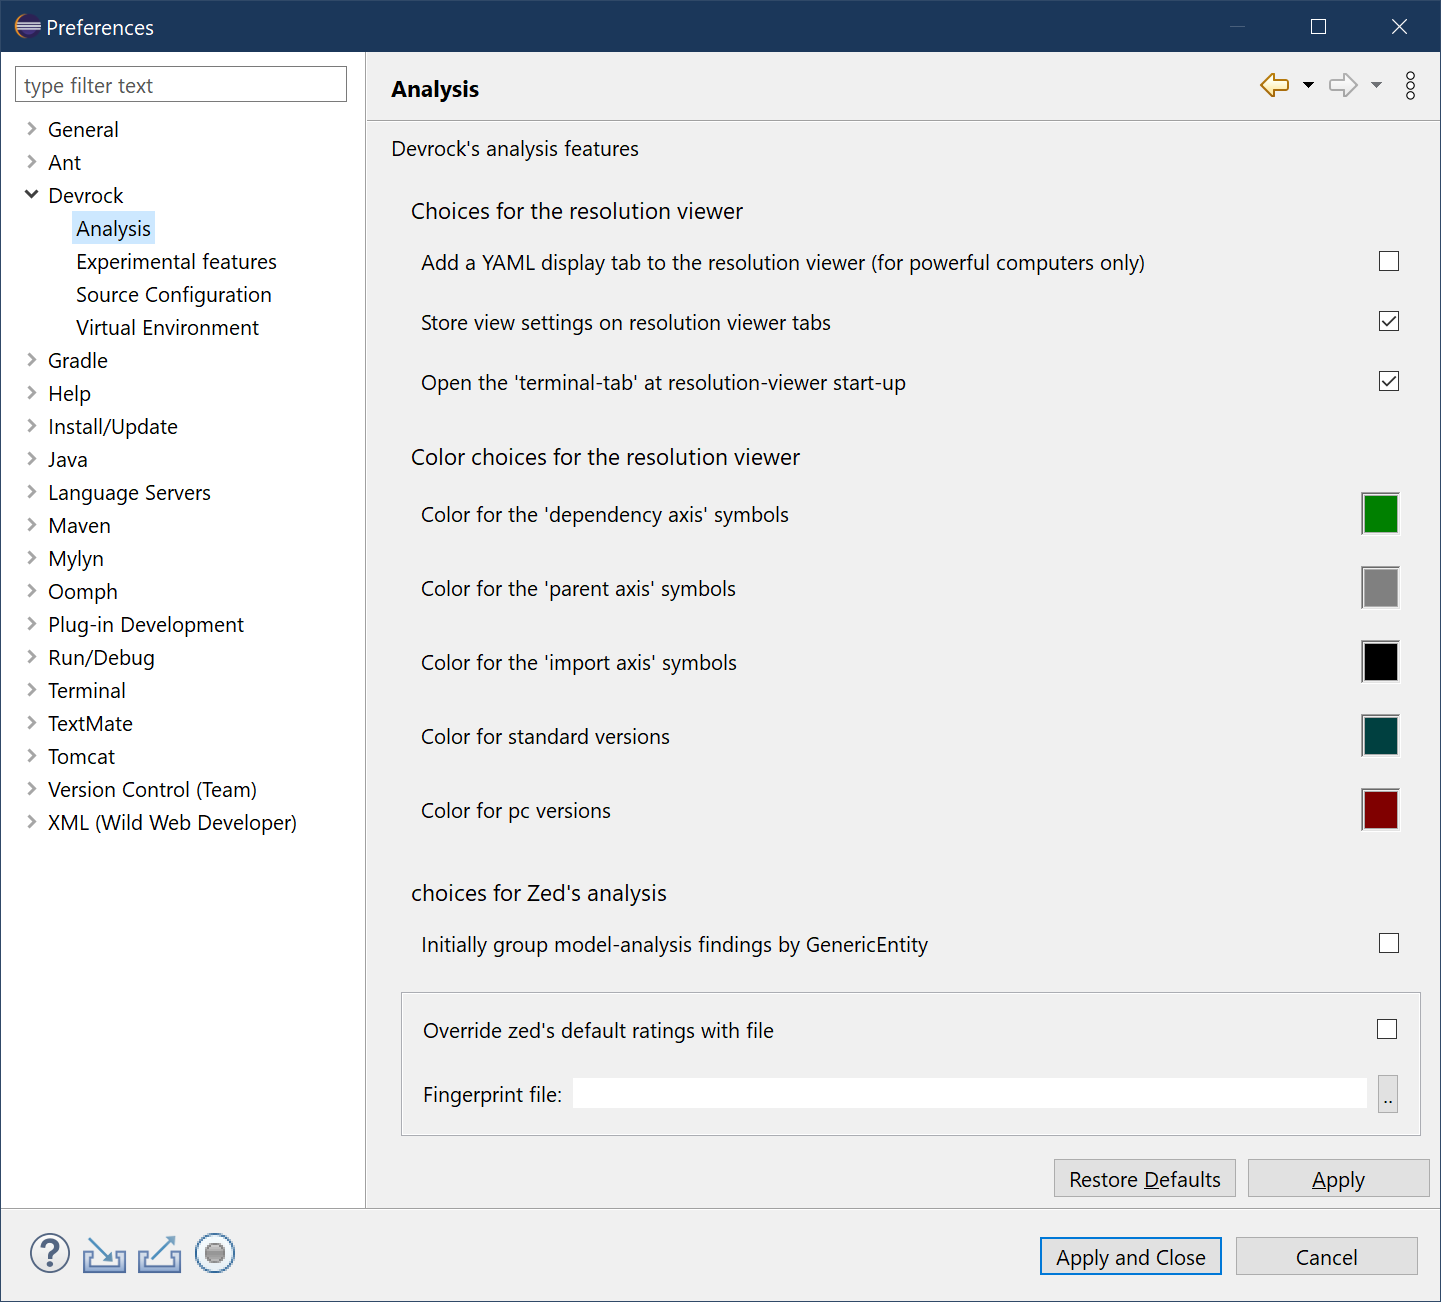 Preferences
type filter text
General
Ant
Devrock
Analysis
Experimental features
Source Configuration
Virtual Environment
Gradle
Help
Install/Update
Java
Language Servers
Maven
Mylyn
Oomph
Plug-in Development
Run/Debug
Terminal
TextMate
Tomcat
Version Control (Team)
XML (Wild Web Developer)
Analysis
Devrock's analysis features
Choices for the resolution viewer
Add a YAML display tab to the resolution viewer (for powerful computers only)
Store view settings on resolution viewer tabs
Open the 'terminal-tab' at resolution-viewer start-up
Color choices for the resolution viewer
Color for the 'dependency axis' symbols
Color for the 'parent axis' symbols
Color for the 'import axis' symbols
Color for standard versions
Color for pc versions
choices for Zed's analysis
Initially group model-analysis findings by GenericEntity
Override zed's default ratings with file
Fingerprint file:
..
Restore Defaults
Apply
Apply and Close
Cancel